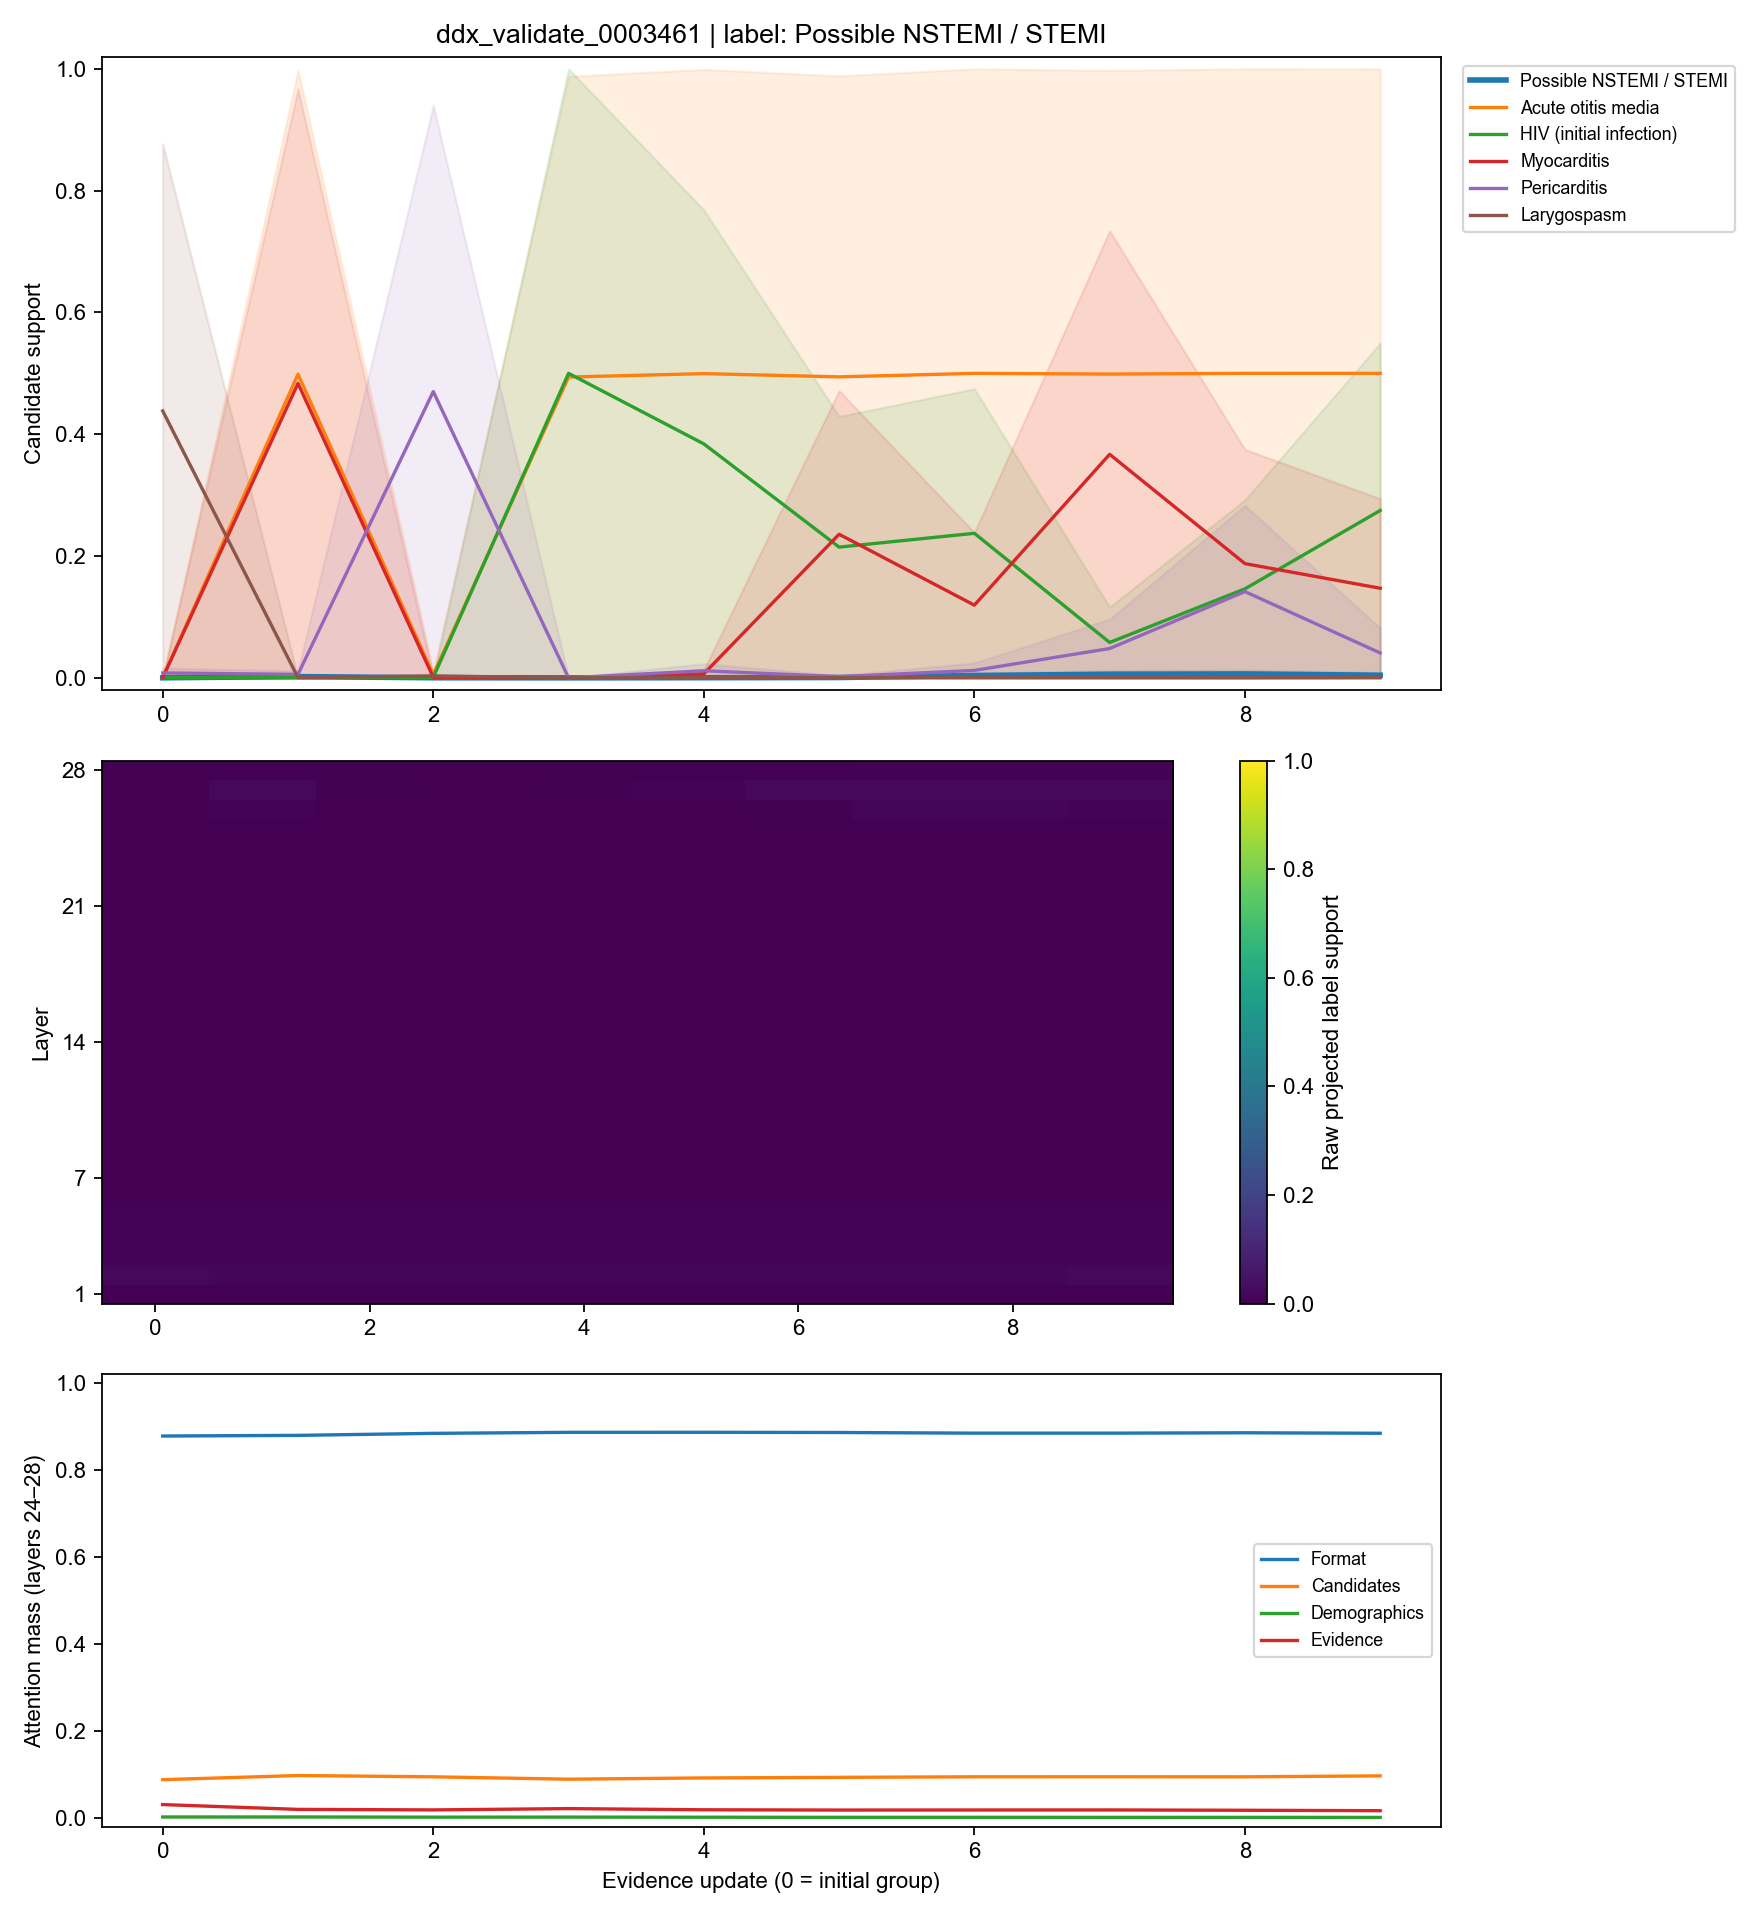 ddx_validate_0003461 | label: Possible NSTEMI / STEMI
Candidate support
1.0
0.8
0.6
0.4
0.2
0.0
0 2 4 6 8
Possible NSTEMI / STEMI
Acute otitis media
HIV (initial infection)
Myocarditis
Pericarditis
Larygospasm
Layer
28
21
14
7
1
0 2 4 6 8
1.0
0.8
0.6
0.4
0.2
0.0
Raw projected label support
Attention mass (layers 24–28)
1.0
0.8
0.6
0.4
0.2
0.0
0 2 4 6 8
Format
Candidates
Demographics
Evidence
Evidence update (0 = initial group)